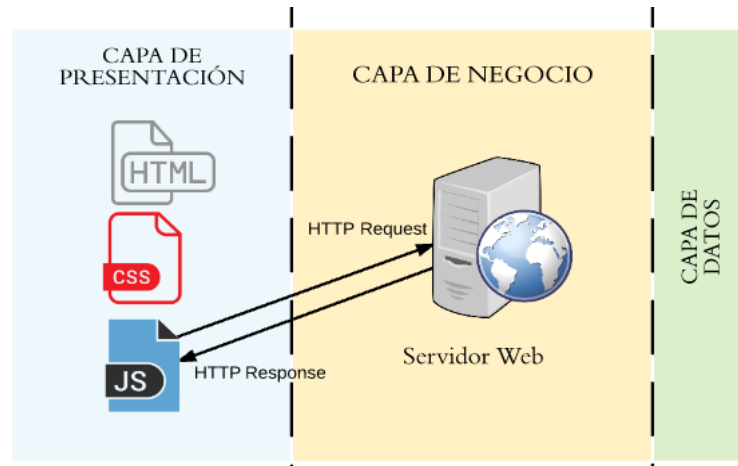 CAPA DE
PRESENTACIÓN
HTML
CSS
JS
CAPA DE NEGOCIO
HTTP Request
HTTP Response
Servidor Web
CAPA DE
DATOS